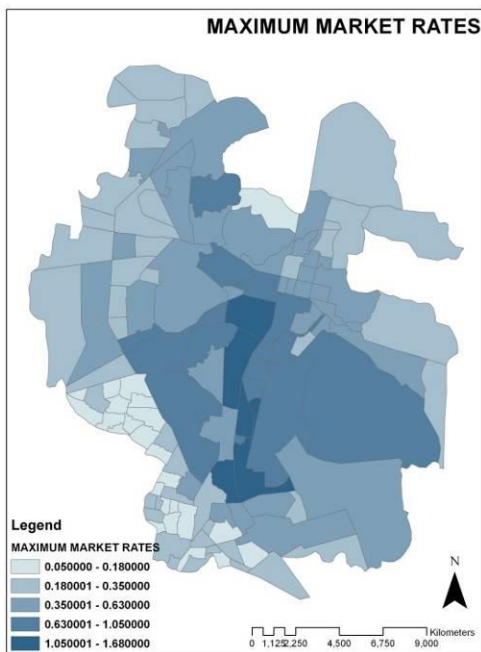 MAXIMUM MARKET RATES
Legend
MAXIMUM MARKET RATES
0.050000 - 0.180000
0.180001 - 0.350000
0.350001 - 0.630000
0.630001 - 1.050000
1.050001 - 1.680000
N
Kilometers
0 1,125 2,250 4,500 6,750 9,000